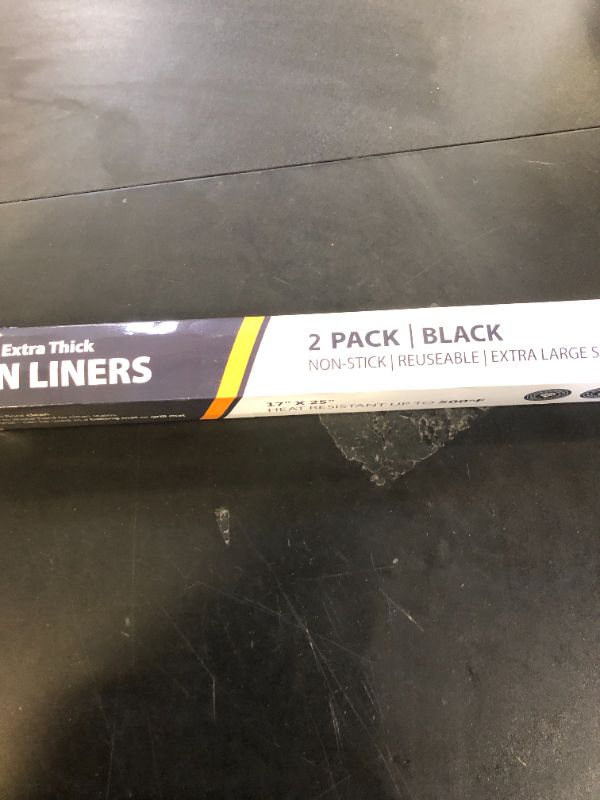 Extra Thick
N LINERS
2 PACK | BLACK
NON-STICK | REUSEABLE | EXTRA LARGE S
17" X 25"
HEAT RESISTANT UP TO 500°F